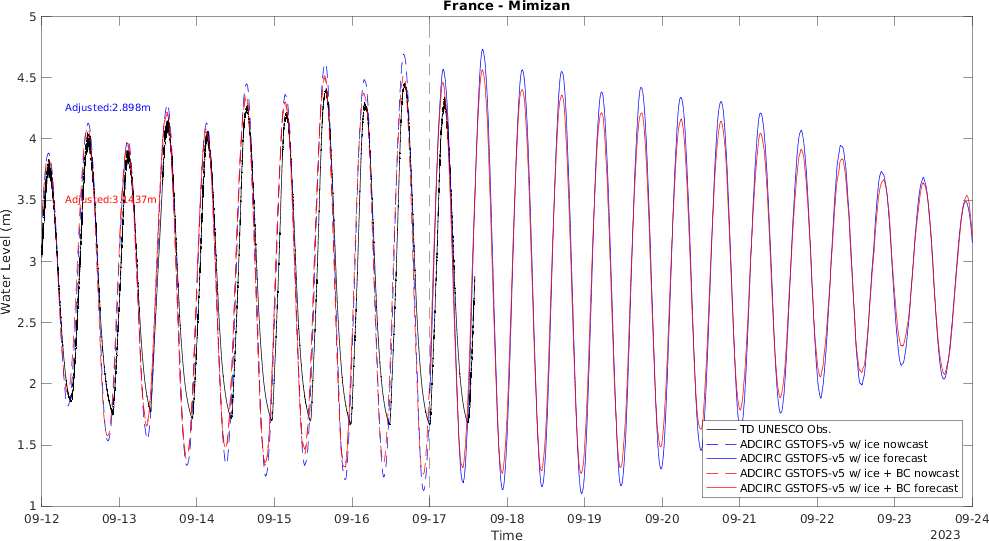 France - Mimizan
5
4.5
4
3.5
3
2.5
2
1.5
1
Water Level (m)
Adjusted:2.898m
Adjusted:3.1437m
TD UNESCO Obs.
ADCIRC GSTOFS-v5 w/ ice nowcast
ADCIRC GSTOFS-v5 w/ ice forecast
ADCIRC GSTOFS-v5 w/ ice + BC nowcast
ADCIRC GSTOFS-v5 w/ ice + BC forecast
09-12 09-13 09-14 09-15 09-16 09-17 09-18 09-19 09-20 09-21 09-22 09-23 09-24
Time
2023